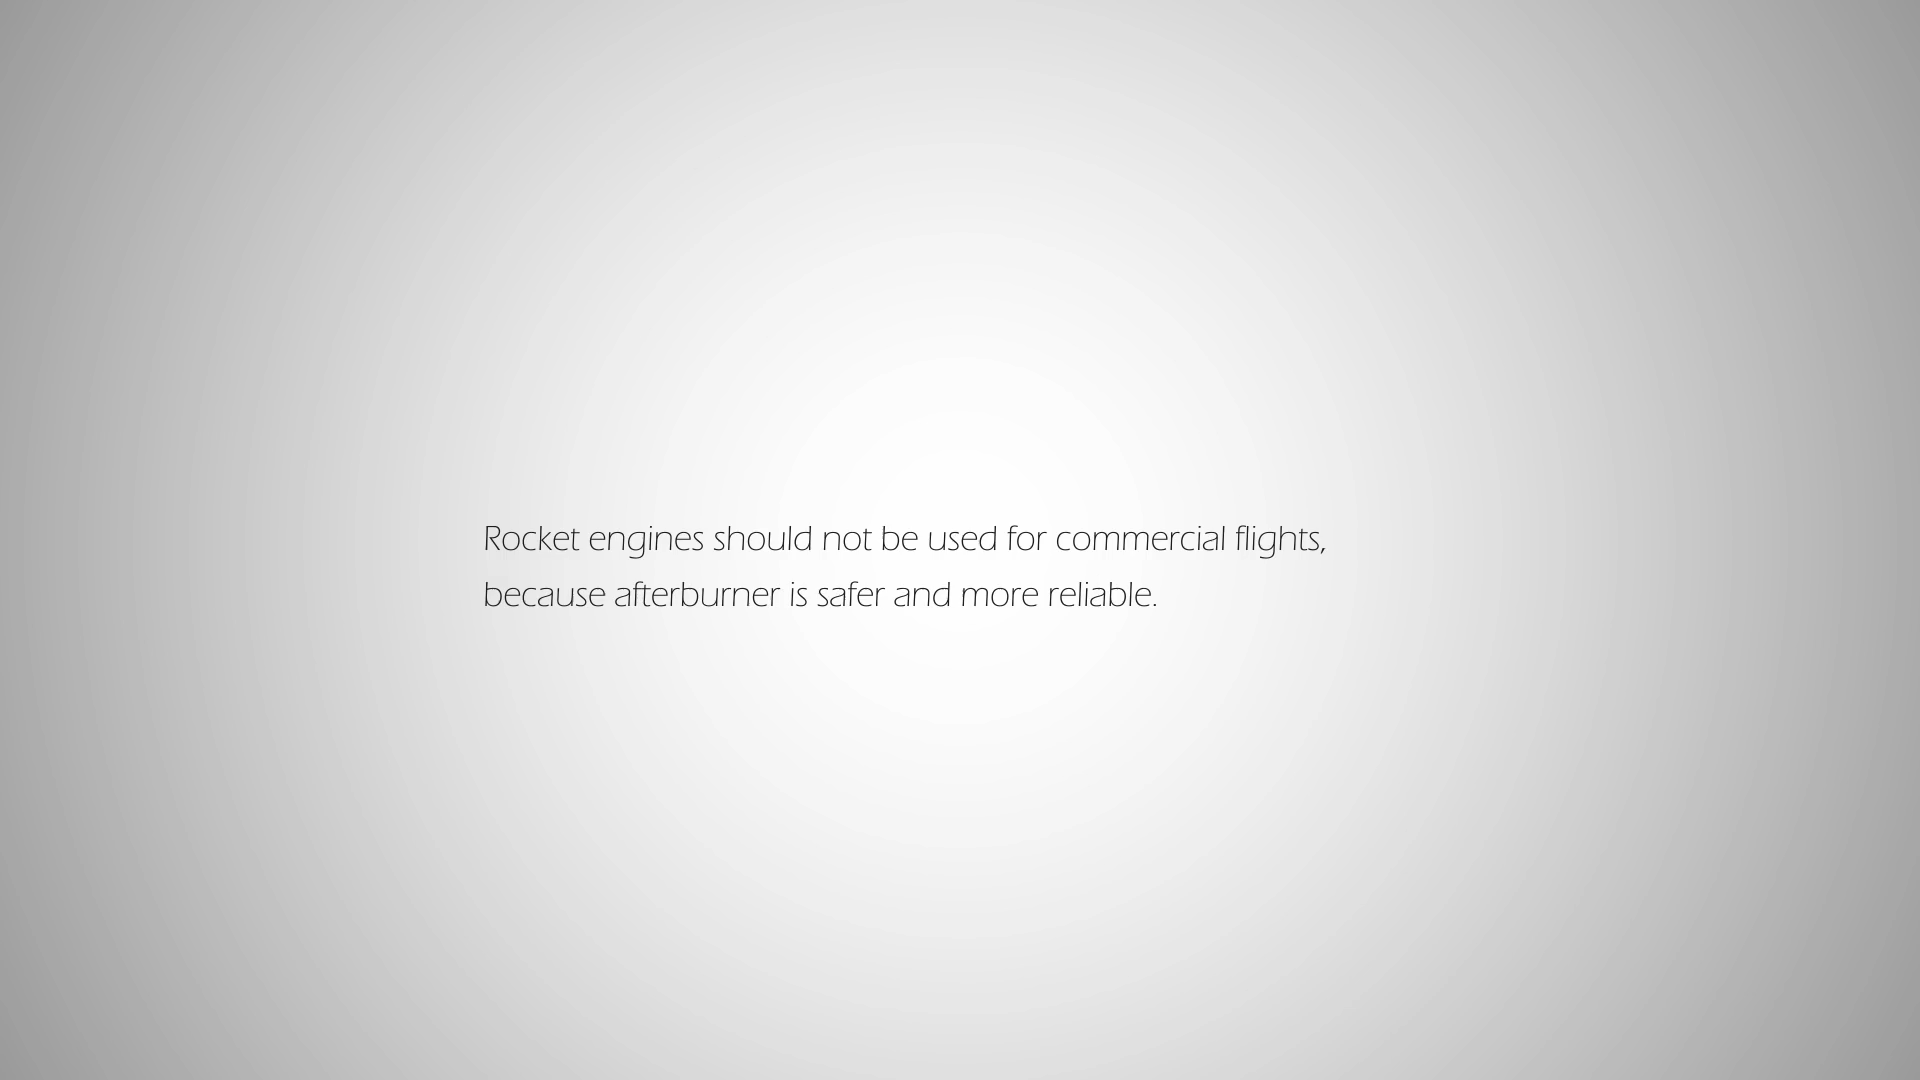 Rocket engines should not be used for commercial flights,
because afterburner is safer and more reliable.